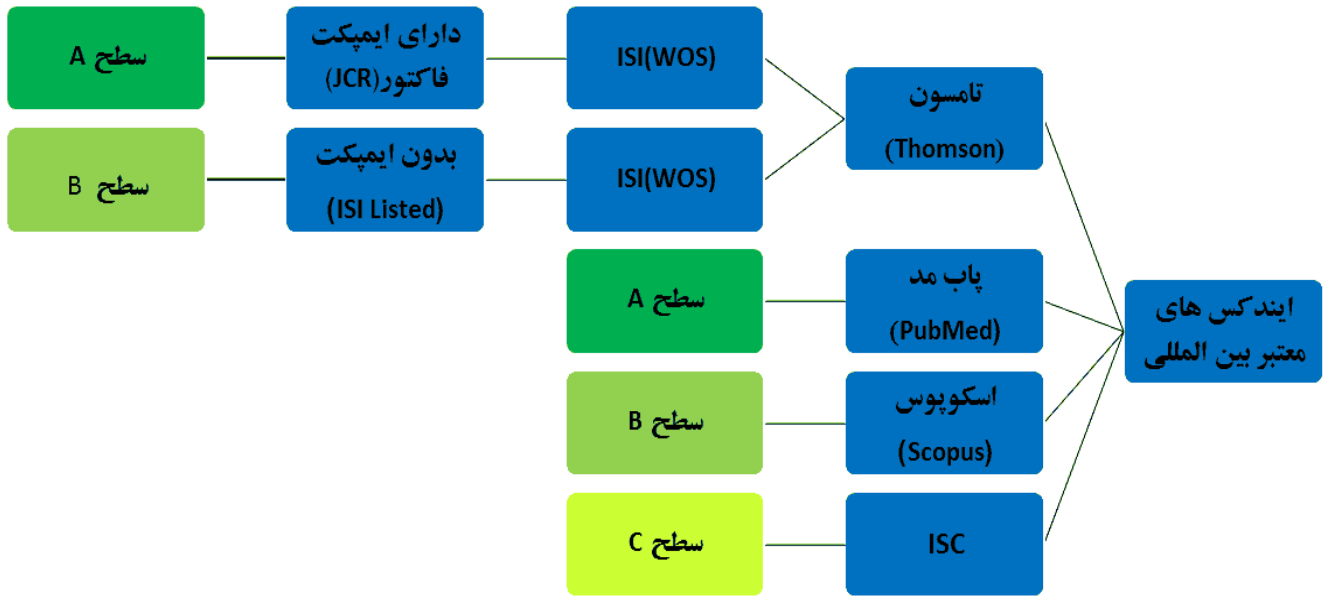 ایندکس های
معتبر بین المللی
تامسون
(Thomson)
ISI(WOS)
دارای ایمپکت
فاکتور(JCR)
سطح A
ISI(WOS)
بدون ایمپکت
(ISI Listed)
سطح B
پاب مد
(PubMed)
سطح A
اسکوپوس
(Scopus)
سطح B
ISC
سطح C